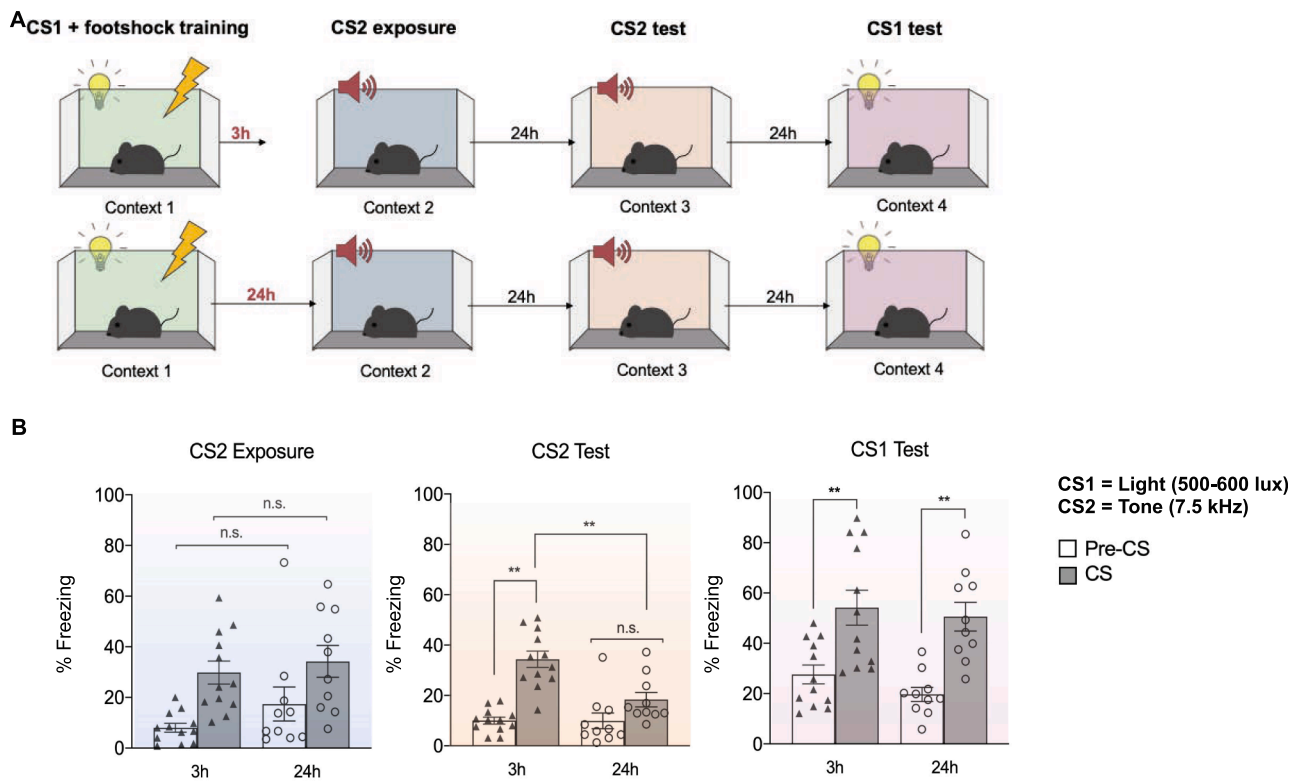 A
CS1 + footshock training
CS2 exposure
CS2 test
CS1 test
3h
24h
24h
Context 1
Context 2
Context 3
Context 4
24h
24h
24h
Context 1
Context 2
Context 3
Context 4
B
CS2 Exposure
% Freezing
100
80
60
40
20
0
n.s.
n.s.
3h
24h
CS2 Test
% Freezing
100
80
60
40
20
0
**
**
n.s.
3h
24h
CS1 Test
% Freezing
100
80
60
40
20
0
**
**
3h
24h
CS1 = Light (500-600 lux)
CS2 = Tone (7.5 kHz)
Pre-CS
CS